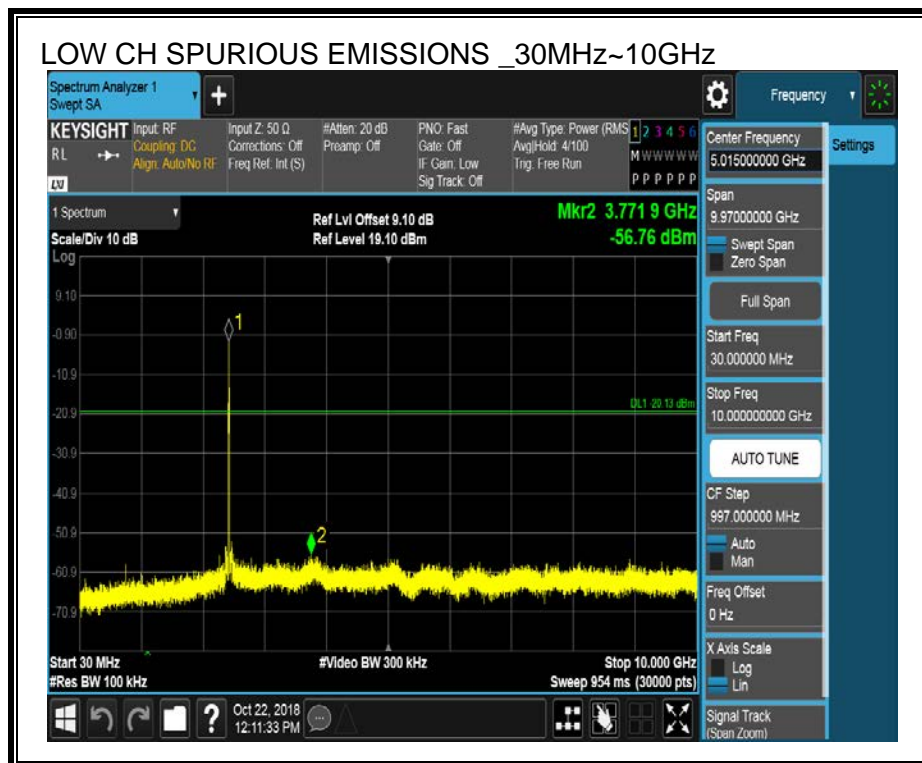 LOW CH SPURIOUS EMISSIONS _30MHz~10GHz
Spectrum Analyzer 1
Swept SA
Frequency
KEYSIGHT
RL
LXI
Input: RF
Coupling: DC
Align: Auto/No RF
Input Z: 50 Ω
Corrections: Off
Freq Ref: Int (S)
#Atten: 20 dB
Preamp: Off
PNO: Fast
Gate: Off
IF Gain: Low
Sig Track: Off
#Avg Type: Power (RMS
Avg|Hold: 4/100
Trig: Free Run
1 2 3 4 5 6
M W W W W W
P P P P P P
Center Frequency
5.015000000 GHz
Settings
1 Spectrum
Scale/Div 10 dB
Ref Lvl Offset 9.10 dB
Ref Level 19.10 dBm
Mkr2 3.771 9 GHz
-56.76 dBm
Log
9.10
-0.90
-10.9
-20.9
-30.9
-40.9
-50.9
-60.9
-70.9
1
DL1 -20.13 dBm
2
Start 30 MHz
#Res BW 100 kHz
#Video BW 300 kHz
Stop 10.000 GHz
Sweep 954 ms (30000 pts)
Span
9.97000000 GHz
Swept Span
Zero Span
Full Span
Start Freq
30.000000 MHz
Stop Freq
10.000000000 GHz
AUTO TUNE
CF Step
997.000000 MHz
Auto
Man
Freq Offset
0 Hz
X Axis Scale
Log
Lin
Signal Track
(Span Zoom)
?
Oct 22, 2018
12:11:33 PM